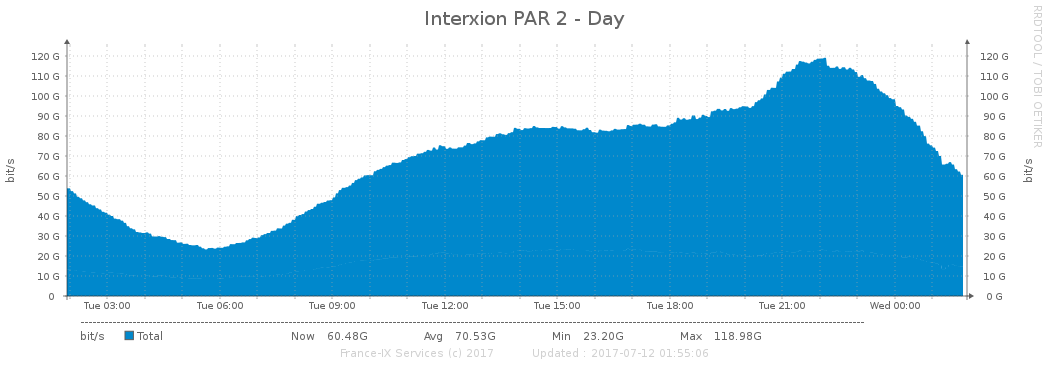 Interxion PAR 2 - Day
RRDTOOL / TOBI OETIKER
bit/s
120 G
110 G
100 G
90 G
80 G
70 G
60 G
50 G
40 G
30 G
20 G
10 G
0
120 G
110 G
100 G
90 G
80 G
70 G
60 G
50 G
40 G
30 G
20 G
10 G
0 G
bit/s
Tue 03:00 Tue 06:00 Tue 09:00 Tue 12:00 Tue 15:00 Tue 18:00 Tue 21:00 Wed 00:00
bit/s Total Now 60.48G Avg 70.53G Min 23.20G Max 118.98G
France-IX Services (c) 2017 Updated : 2017-07-12 01:55:06